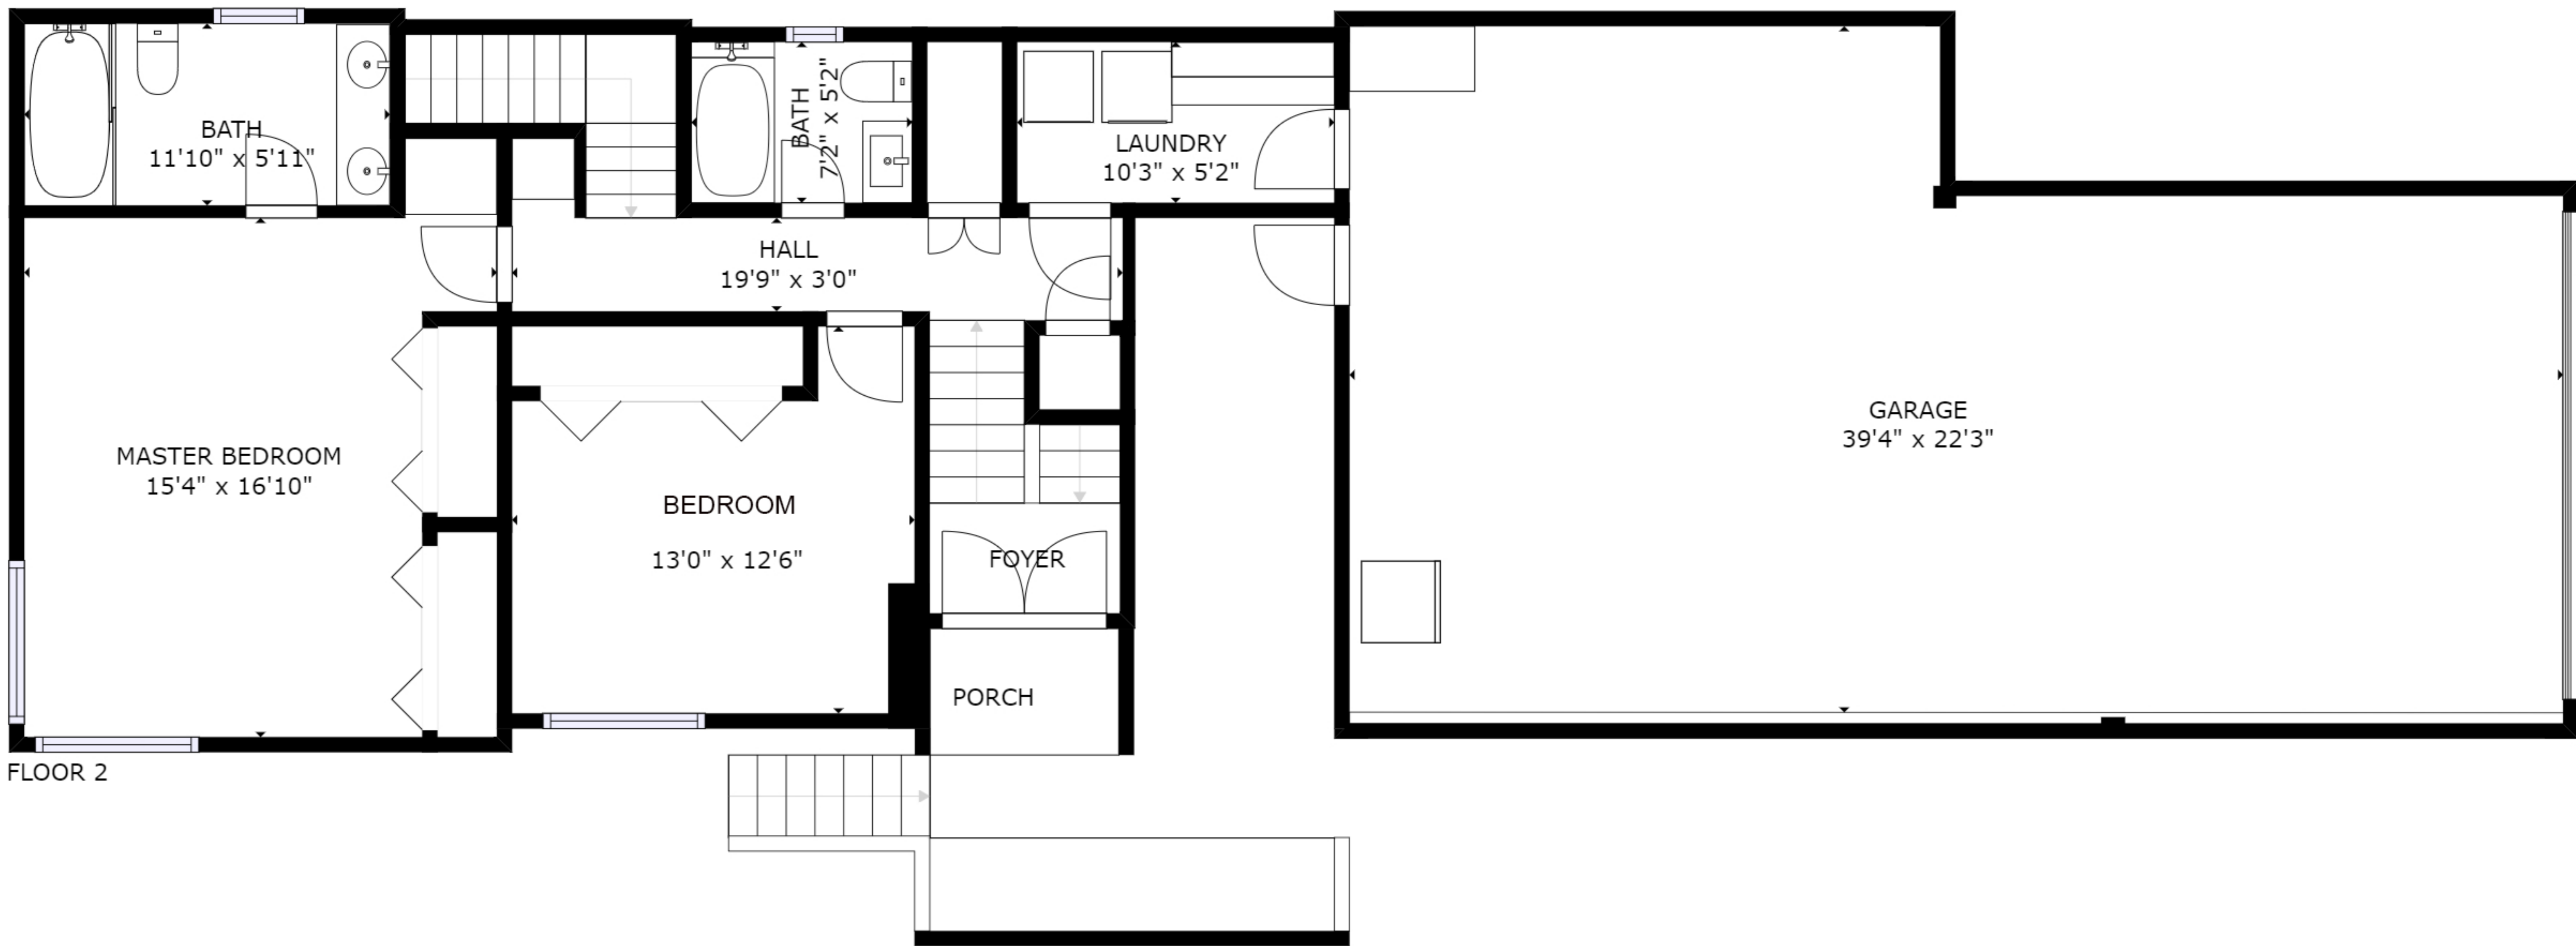 BATH
11'10" x 5'11"
BATH
7'2" x 5'2"
LAUNDRY
10'3" x 5'2"
HALL
19'9" x 3'0"
GARAGE
39'4" x 22'3"
MASTER BEDROOM
15'4" x 16'10"
BEDROOM
13'0" x 12'6"
FOYER
PORCH
FLOOR 2